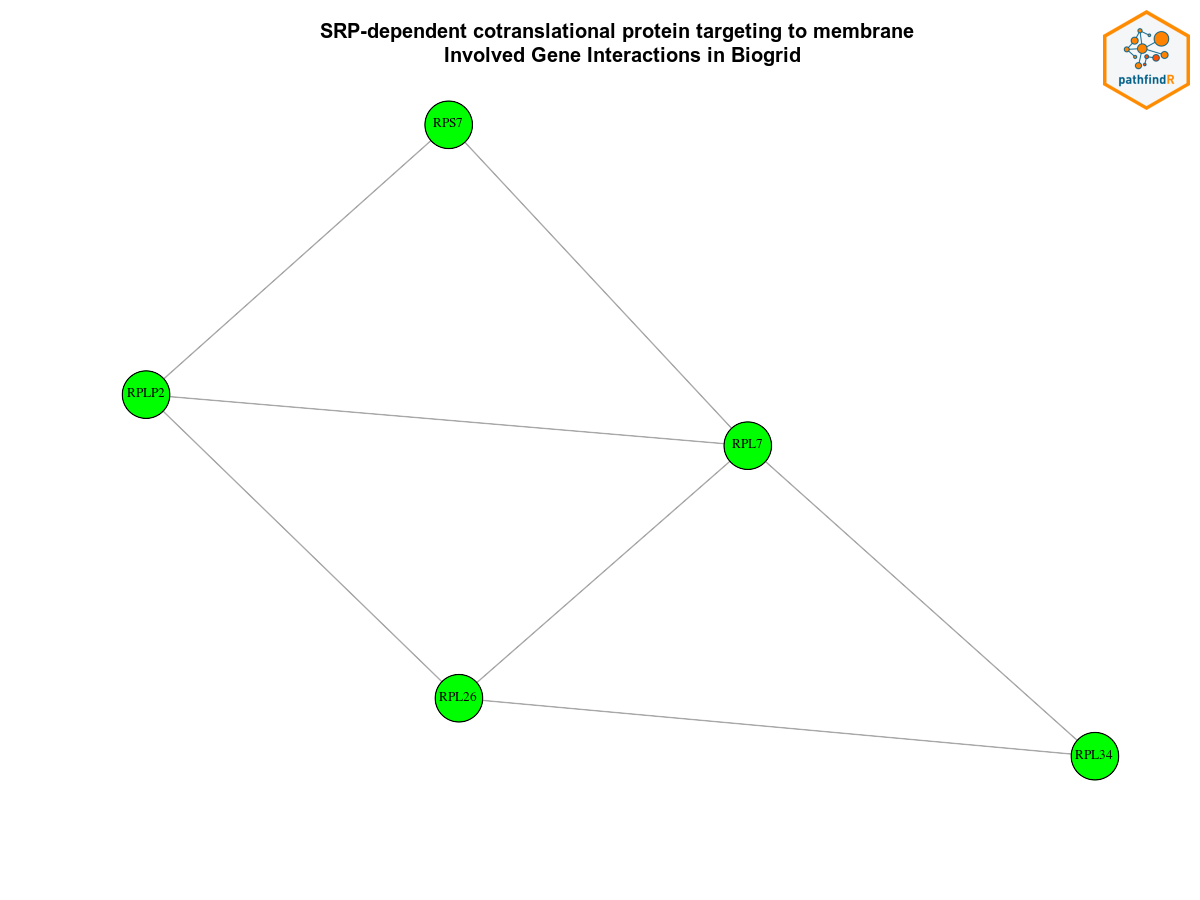 SRP-dependent cotranslational protein targeting to membrane
Involved Gene Interactions in Biogrid
pathfindR
RPS7
RPLP2
RPL7
RPL26
RPL34